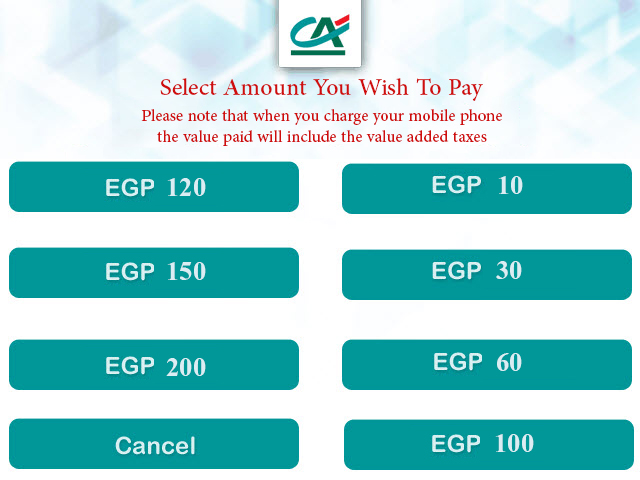 CA
Select Amount You Wish To Pay
Please note that when you charge your mobile phone
the value paid will include the value added taxes
EGP 120
EGP 10
EGP 150
EGP 30
EGP 200
EGP 60
Cancel
EGP 100